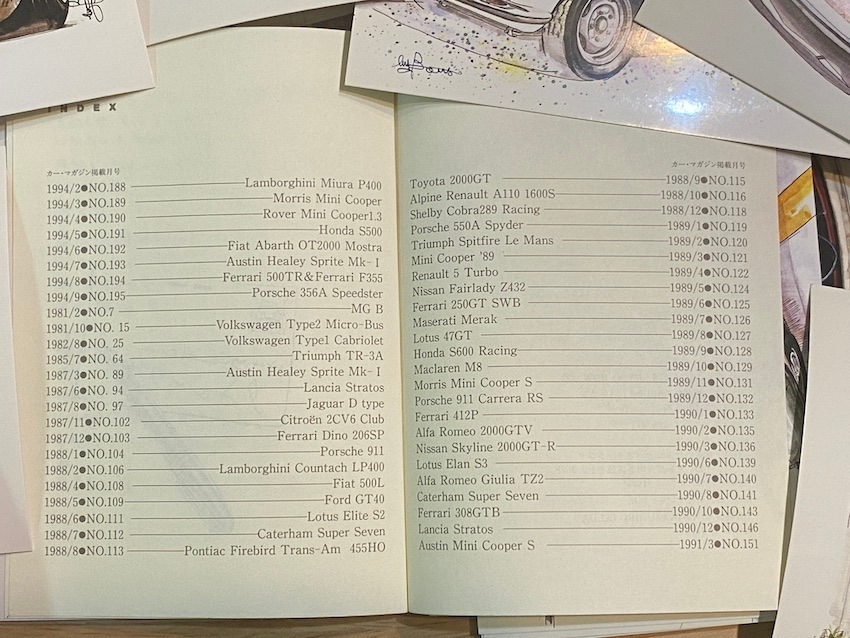 INDEX
カー・マガジン掲載月号
1994/2●NO.188 Lamborghini Miura P400
1994/3●NO.189 Morris Mini Cooper
1994/4●NO.190 Rover Mini Cooper1.3
1994/5●NO.191 Honda S500
1994/6●NO.192 Fiat Abarth OT2000 Mostra
1994/7●NO.193 Austin Healey Sprite Mk-I
1994/8●NO.194 Ferrari 500TR&Ferrari F355
1994/9●NO.195 Porsche 356A Speedster
1981/2●NO.7 MG B
1981/10●NO. 15 Volkswagen Type2 Micro-Bus
1982/8●NO. 25 Volkswagen Type1 Cabriolet
1985/7●NO. 64 Triumph TR-3A
1987/3●NO. 89 Austin Healey Sprite Mk-I
1987/6●NO. 94 Lancia Stratos
1987/8●NO. 97 Jaguar D type
1987/11●NO.102 Citroën 2CV6 Club
1987/12●NO.103 Ferrari Dino 206SP
1988/1●NO.104 Porsche 911
1988/2●NO.106 Lamborghini Countach LP400
1988/4●NO.108 Fiat 500L
1988/5●NO.109 Ford GT40
1988/6●NO.111 Lotus Elite S2
1988/7●NO.112 Caterham Super Seven
1988/8●NO.113 Pontiac Firebird Trans-Am 455HO
カー・マガジン掲載月号
Toyota 2000GT 1988/9●NO.115
Alpine Renault A110 1600S 1988/10●NO.116
Shelby Cobra289 Racing 1988/12●NO.118
Porsche 550A Spyder 1989/1●NO.119
Triumph Spitfire Le Mans 1989/2●NO.120
Mini Cooper '89 1989/3●NO.121
Renault 5 Turbo 1989/4●NO.122
Nissan Fairlady Z432 1989/5●NO.124
Ferrari 250GT SWB 1989/6●NO.125
Maserati Merak 1989/7●NO.126
Lotus 47GT 1989/8●NO.127
Honda S600 Racing 1989/9●NO.128
Maclaren M8 1989/10●NO.129
Morris Mini Cooper S 1989/11●NO.131
Porsche 911 Carrera RS 1989/12●NO.132
Ferrari 412P 1990/1●NO.133
Alfa Romeo 2000GTV 1990/2●NO.135
Nissan Skyline 2000GT-R 1990/3●NO.136
Lotus Elan S3 1990/6●NO.139
Alfa Romeo Giulia TZ2 1990/7●NO.140
Caterham Super Seven 1990/8●NO.141
Ferrari 308GTB 1990/10●NO.143
Lancia Stratos 1990/12●NO.146
Austin Mini Cooper S 1991/3●NO.151